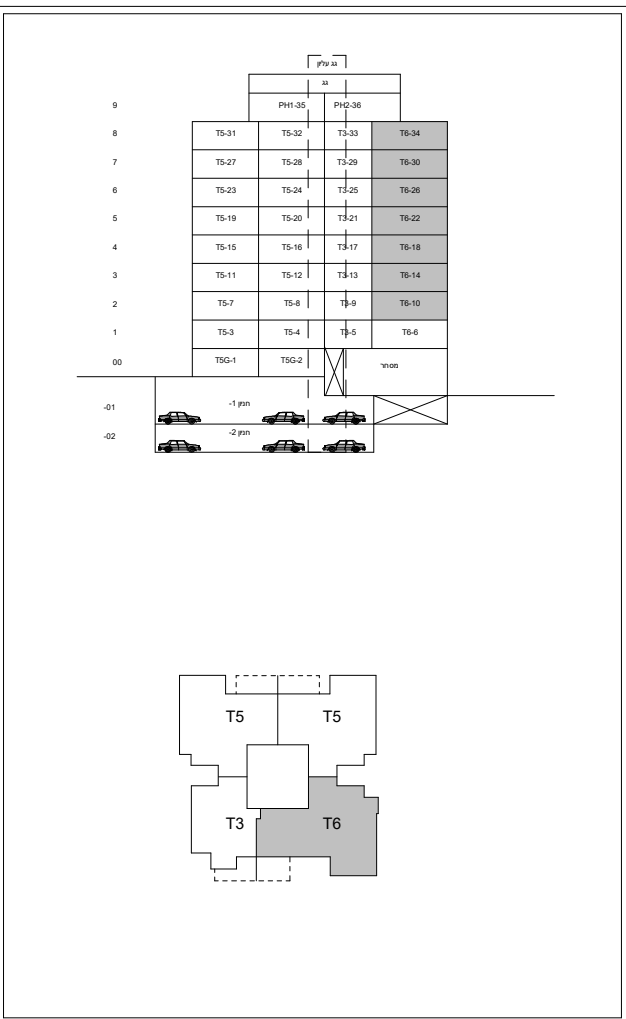 גג עליון
גג
9 PH1-35 PH2-36
8 T5-31 T5-32 T3-33 T6-34
7 T5-27 T5-28 T3-29 T6-30
6 T5-23 T5-24 T3-25 T6-26
5 T5-19 T5-20 T3-21 T6-22
4 T5-15 T5-16 T3-17 T6-18
3 T5-11 T5-12 T3-13 T6-14
2 T5-7 T5-8 T3-9 T6-10
1 T5-3 T5-4 T3-5 T6-6
00 T5G-1 T5G-2 מסחר
-01 חניון 1-
-02 חניון 2-
T5 T5
T3 T6